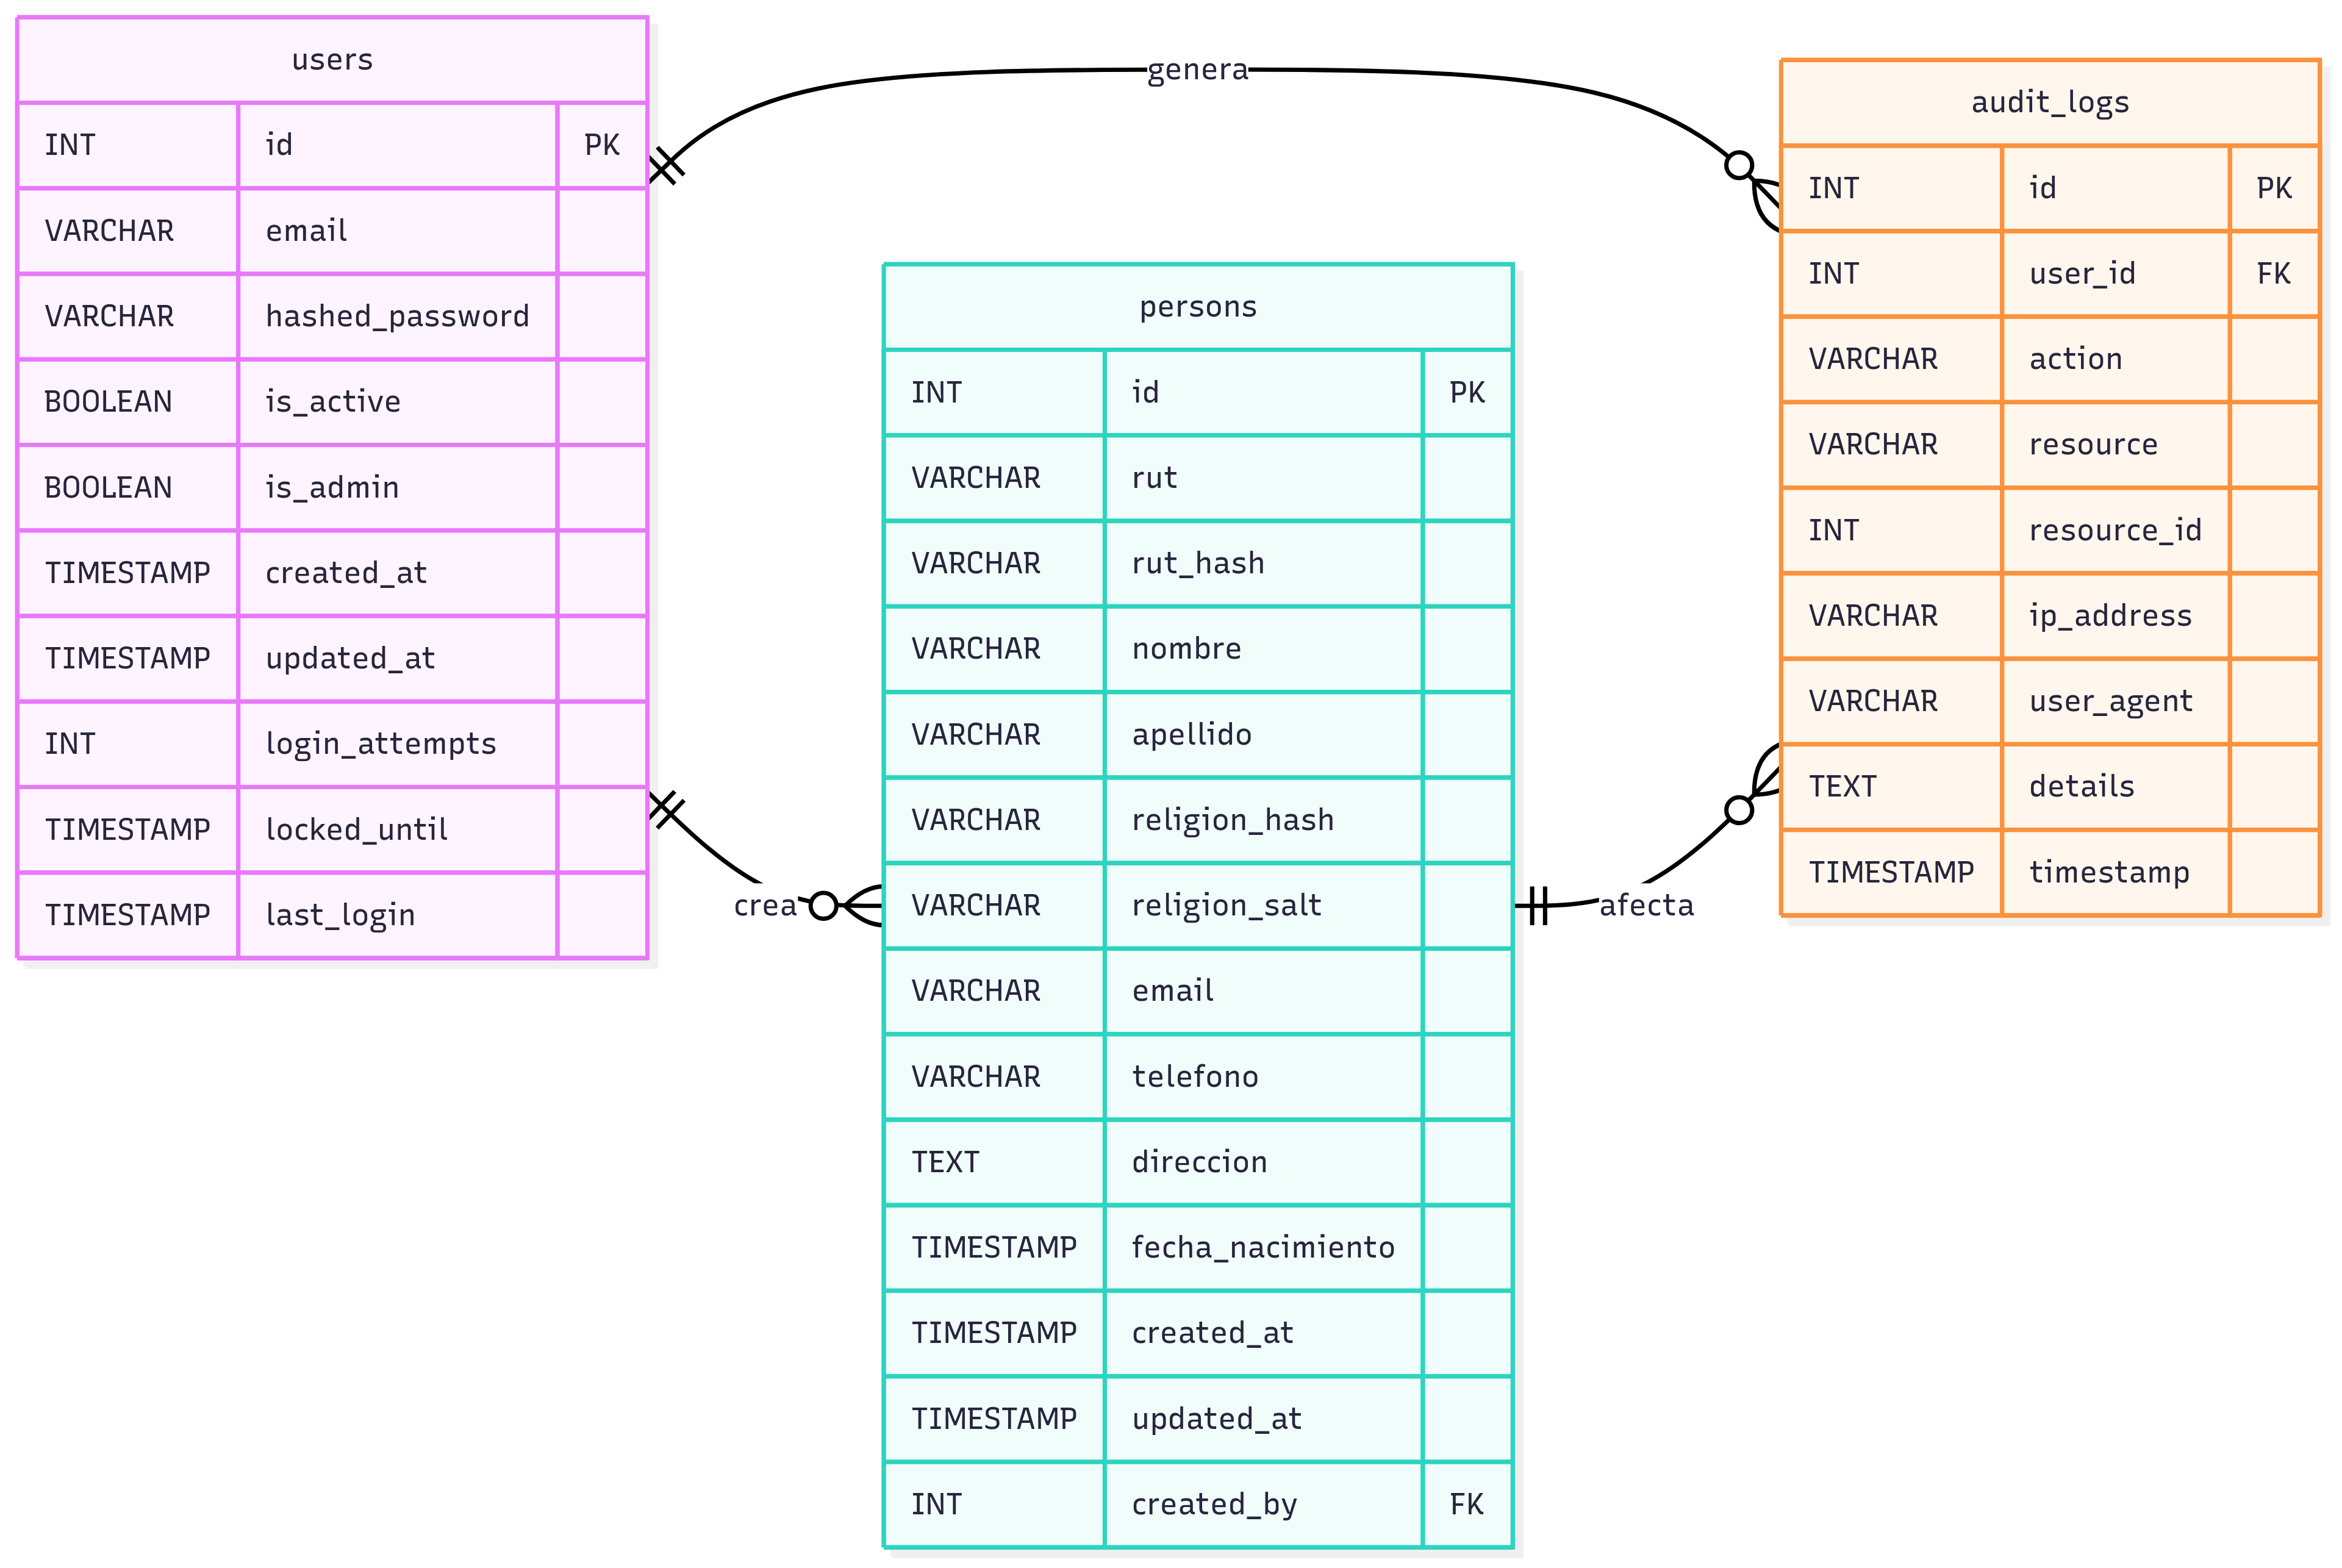 users
INT id PK
VARCHAR email
VARCHAR hashed_password
BOOLEAN is_active
BOOLEAN is_admin
TIMESTAMP created_at
TIMESTAMP updated_at
INT login_attempts
TIMESTAMP locked_until
TIMESTAMP last_login
genera
crea
persons
INT id PK
VARCHAR rut
VARCHAR rut_hash
VARCHAR nombre
VARCHAR apellido
VARCHAR religion_hash
VARCHAR religion_salt
VARCHAR email
VARCHAR telefono
TEXT direccion
TIMESTAMP fecha_nacimiento
TIMESTAMP created_at
TIMESTAMP updated_at
INT created_by FK
afecta
audit_logs
INT id PK
INT user_id FK
VARCHAR action
VARCHAR resource
INT resource_id
VARCHAR ip_address
VARCHAR user_agent
TEXT details
TIMESTAMP timestamp